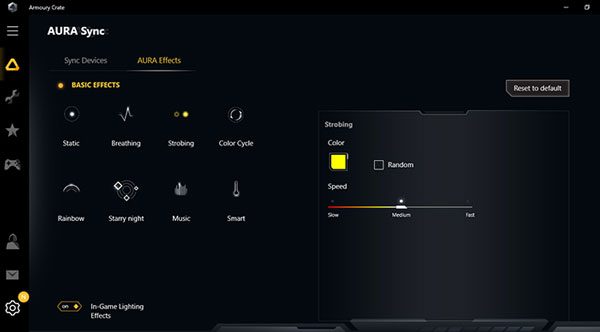 Armoury Crate
AURA Sync
Sync Devices
AURA Effects
BASIC EFFECTS
Reset to default
Static
Breathing
Strobing
Color Cycle
Rainbow
Starry night
Music
Smart
Strobing
Color
Random
Speed
Slow
Medium
Fast
ON
In-Game Lighting
Effects